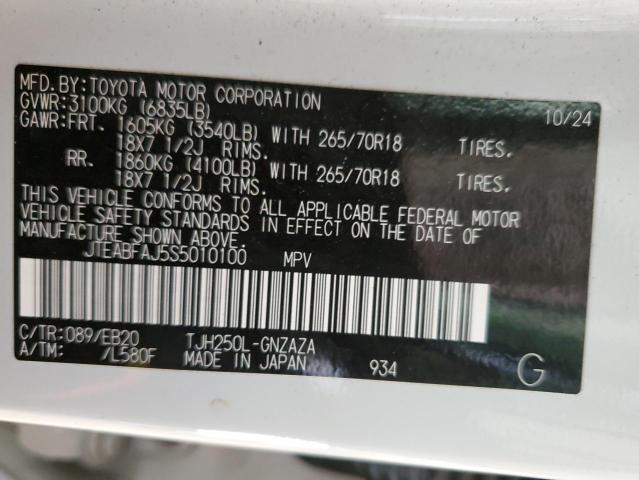 MFD.BY:TOYOTA MOTOR CORPORATION 10/24
GVWR:3100KG (6835LB)
GAWR:FRT. 1605KG (3540LB) WITH 265/70R18 TIRES.
18X7 1/2J RIMS.
RR. 1860KG (4100LB) WITH 265/70R18 TIRES.
18X7 1/2J RIMS.
THIS VEHICLE CONFORMS TO ALL APPLICABLE FEDERAL MOTOR
VEHICLE SAFETY STANDARDS IN EFFECT ON THE DATE OF
MANUFACTURE SHOWN ABOVE.
JTEABFAJ5S5010100 MPV
C/TR:089/EB20 TJH250L-GNZAZA
A/TM: /L580F MADE IN JAPAN 934 G